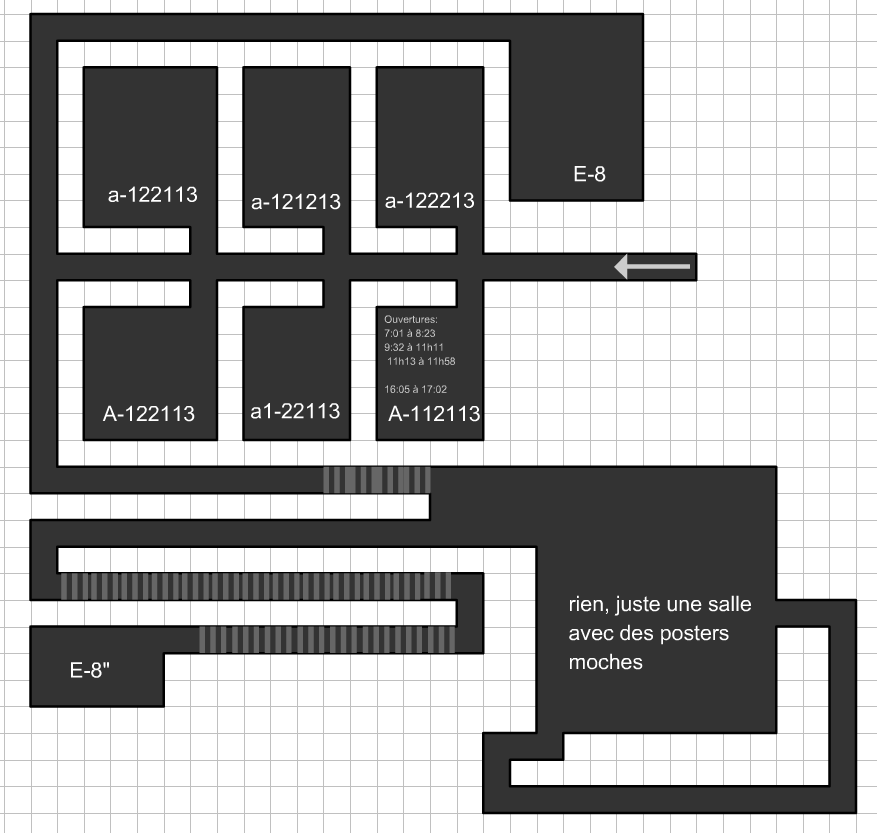 E-8
a-122113
a-121213
a-122213
Ouvertures:
7:01 à 8:23
9:32 à 11h11
11h13 à 11h58
16:05 à 17:02
A-122113
a1-22113
A-112113
rien, juste une salle
avec des posters
moches
E-8"